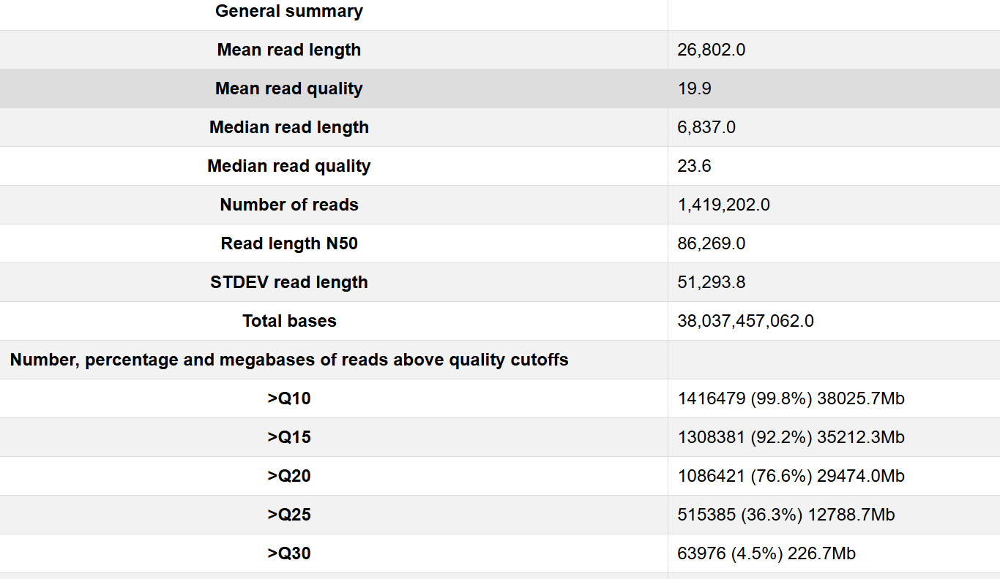 General summary
Mean read length 26,802.0
Mean read quality 19.9
Median read length 6,837.0
Median read quality 23.6
Number of reads 1,419,202.0
Read length N50 86,269.0
STDEV read length 51,293.8
Total bases 38,037,457,062.0
Number, percentage and megabases of reads above quality cutoffs
>Q10 1416479 (99.8%) 38025.7Mb
>Q15 1308381 (92.2%) 35212.3Mb
>Q20 1086421 (76.6%) 29474.0Mb
>Q25 515385 (36.3%) 12788.7Mb
>Q30 63976 (4.5%) 226.7Mb